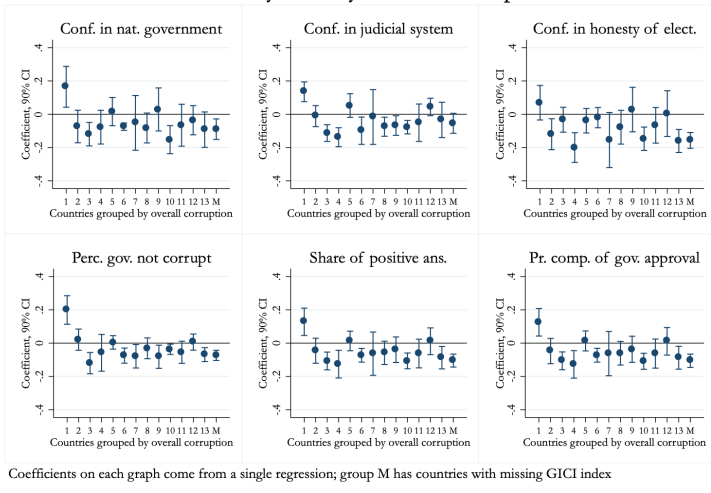 Conf. in nat. government
Coefficient, 90% CI
.4
.2
0
-.2
-.4
1 2 3 4 5 6 7 8 9 10 11 12 13 M
Countries grouped by overall corruption
Conf. in judicial system
Coefficient, 90% CI
.4
.2
0
-.2
-.4
1 2 3 4 5 6 7 8 9 10 11 12 13 M
Countries grouped by overall corruption
Conf. in honesty of elect.
Coefficient, 90% CI
.4
.2
0
-.2
-.4
1 2 3 4 5 6 7 8 9 10 11 12 13 M
Countries grouped by overall corruption
Perc. gov. not corrupt
Coefficient, 90% CI
.4
.2
0
-.2
-.4
1 2 3 4 5 6 7 8 9 10 11 12 13 M
Countries grouped by overall corruption
Share of positive ans.
Coefficient, 90% CI
.4
.2
0
-.2
-.4
1 2 3 4 5 6 7 8 9 10 11 12 13 M
Countries grouped by overall corruption
Pr. comp. of gov. approval
Coefficient, 90% CI
.4
.2
0
-.2
-.4
1 2 3 4 5 6 7 8 9 10 11 12 13 M
Countries grouped by overall corruption
Coefficients on each graph come from a single regression; group M has countries with missing GICI index